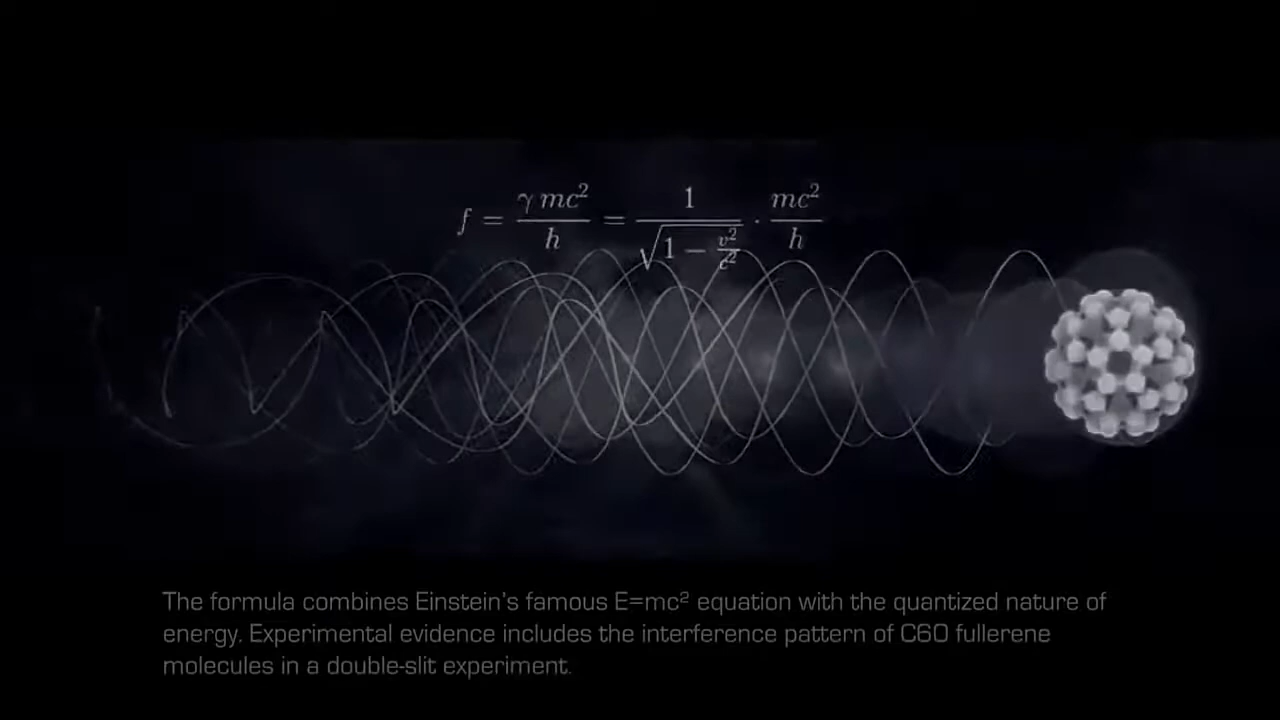 f = γ mc² / h = 1 / √(1 − v²/c²) · mc² / h
The formula combines Einstein's famous E=mc² equation with the quantized nature of
energy. Experimental evidence includes the interference pattern of C60 fullerene
molecules in a double-slit experiment.